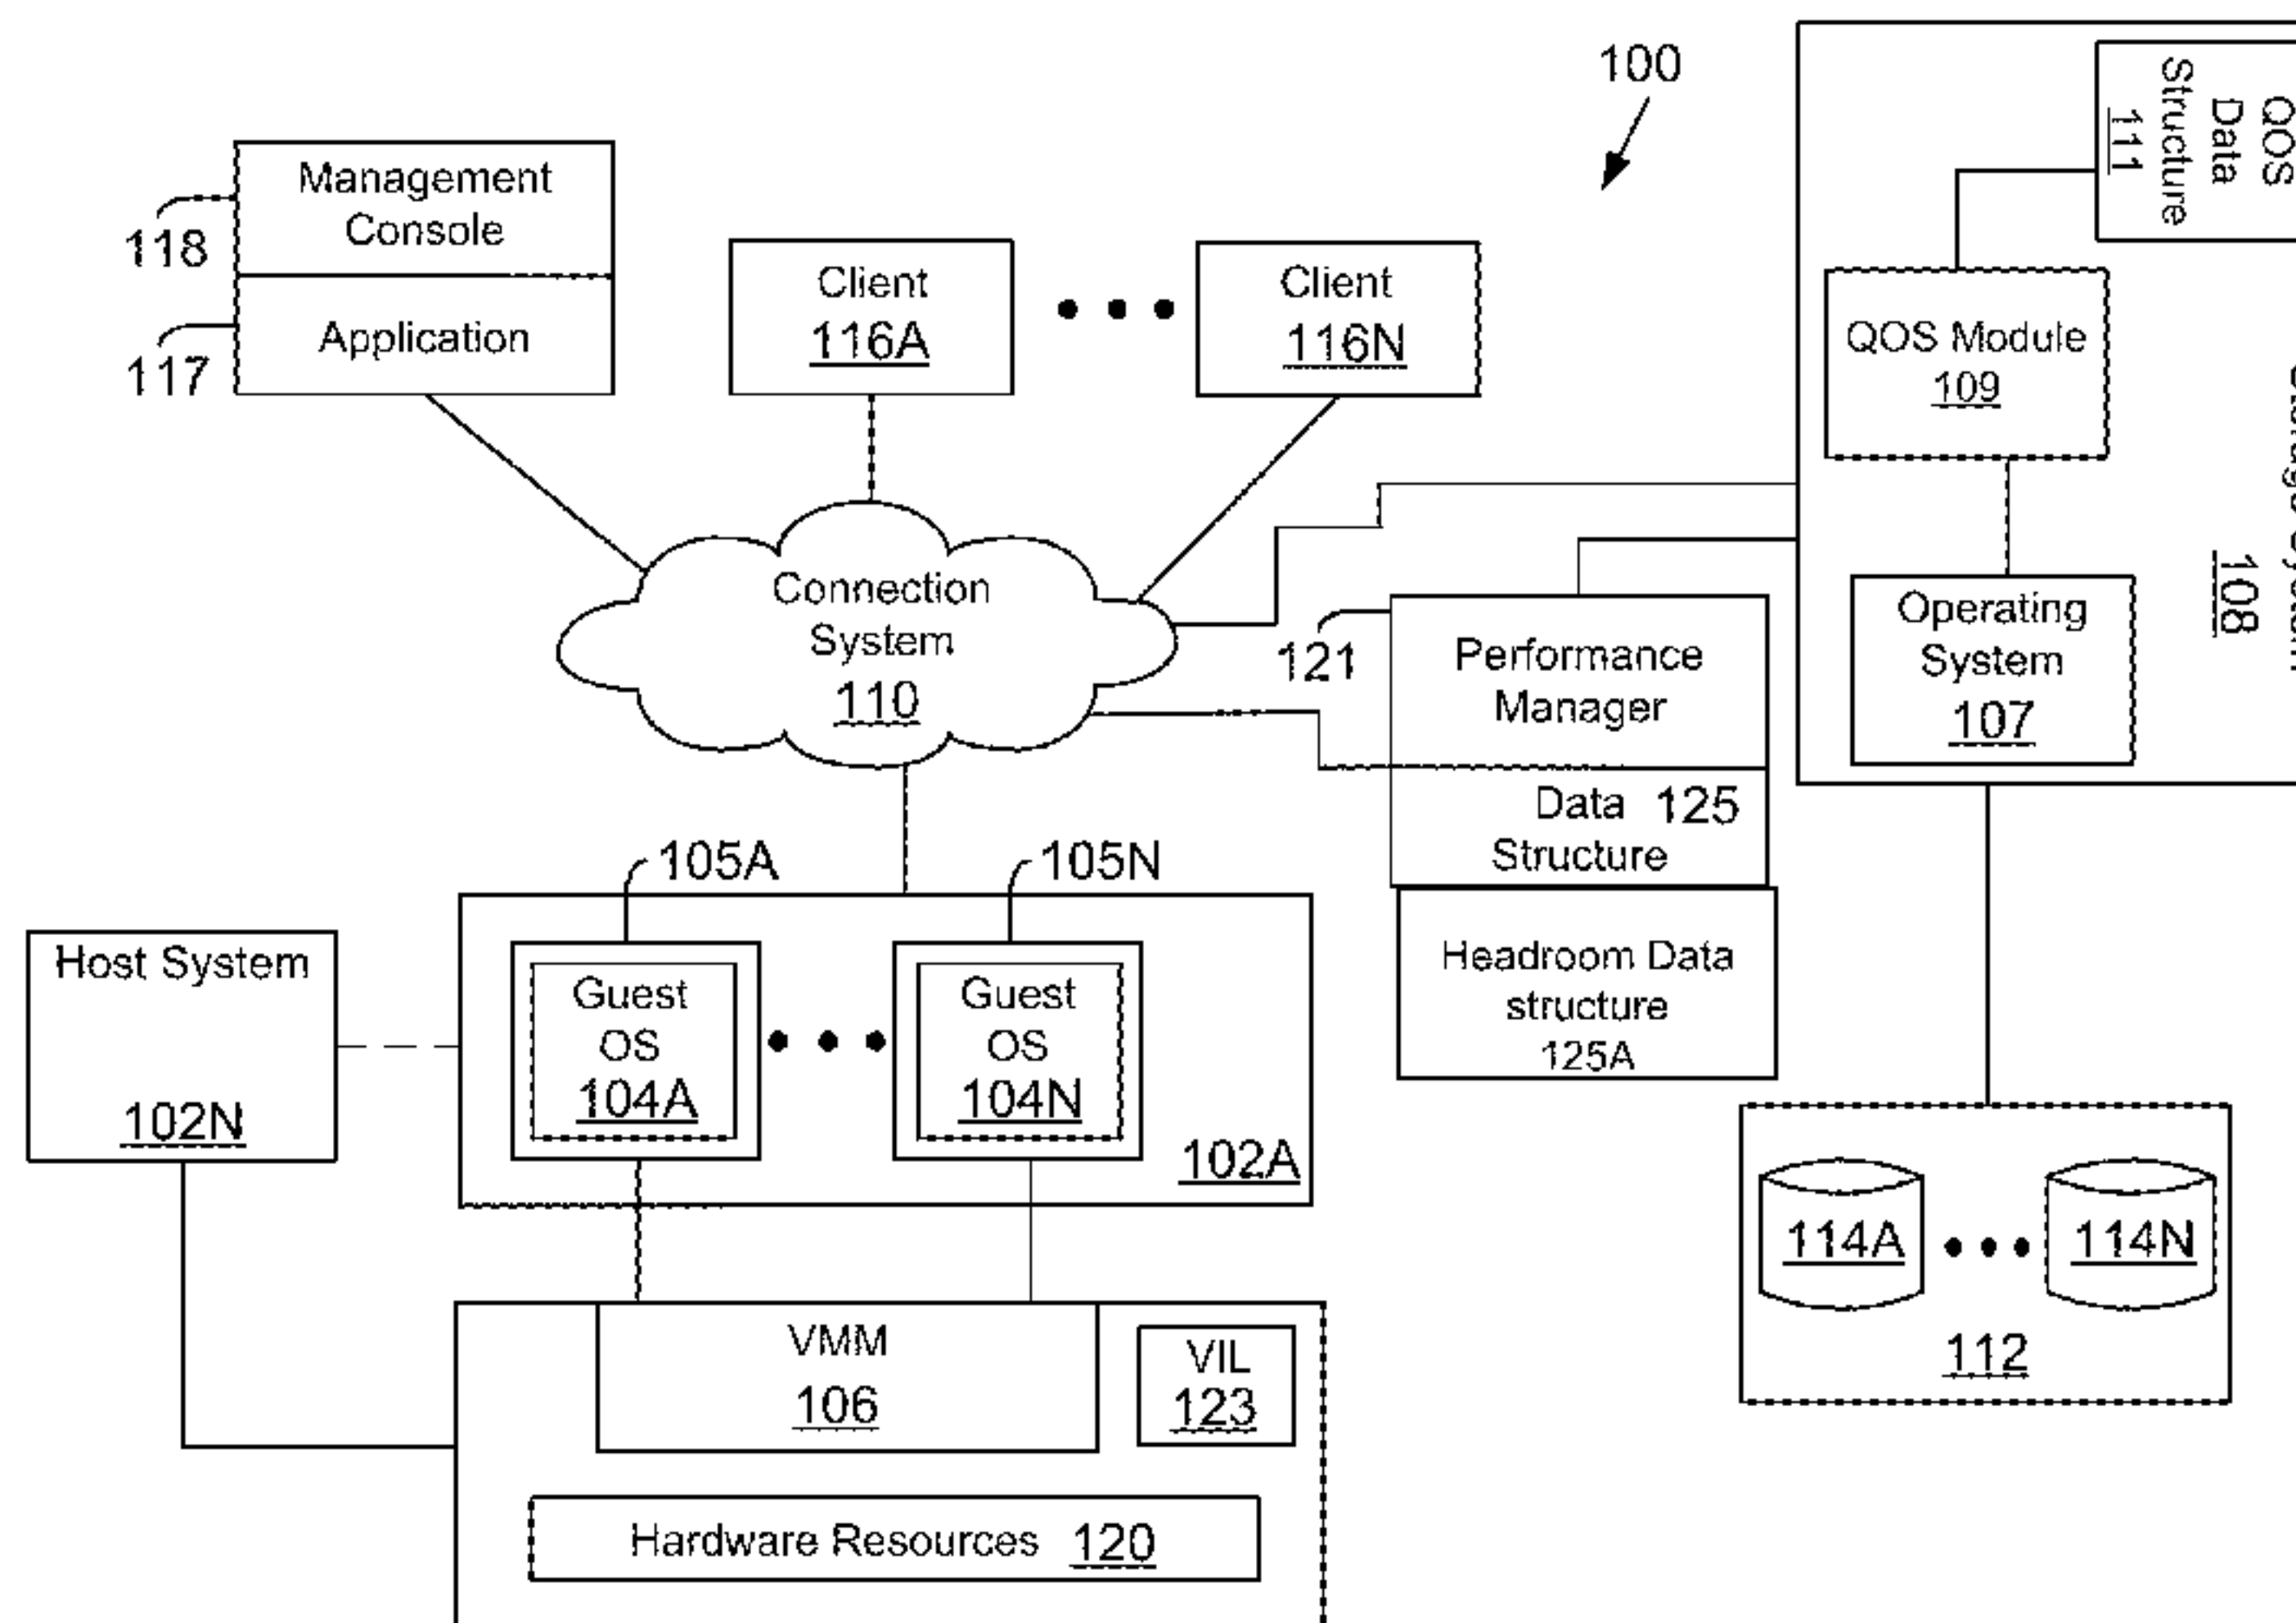 100
QOS
Data
Structure
111
Management
Console
118
Application
117
Client
116A
Client
116N
QOS Module
109
108
Connection
System
110
121
Performance
Manager
Operating
System
107
Data 125
Structure
105A
105N
Headroom Data
structure
125A
Host System
102N
Guest
OS
104A
Guest
OS
104N
102A
114A
114N
112
VMM
106
VIL
123
Hardware Resources 120